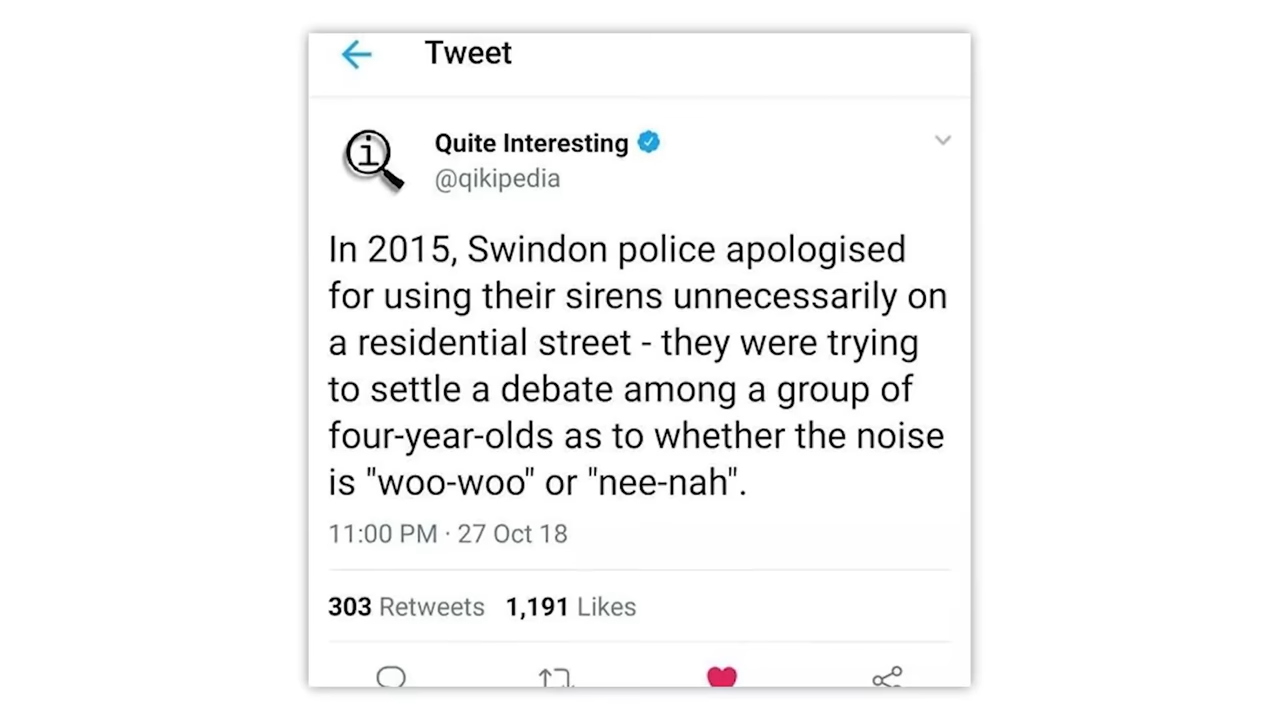 Tweet
i
Quite Interesting
@qikipedia
In 2015, Swindon police apologised
for using their sirens unnecessarily on
a residential street - they were trying
to settle a debate among a group of
four-year-olds as to whether the noise
is "woo-woo" or "nee-nah".
11:00 PM · 27 Oct 18
303 Retweets 1,191 Likes